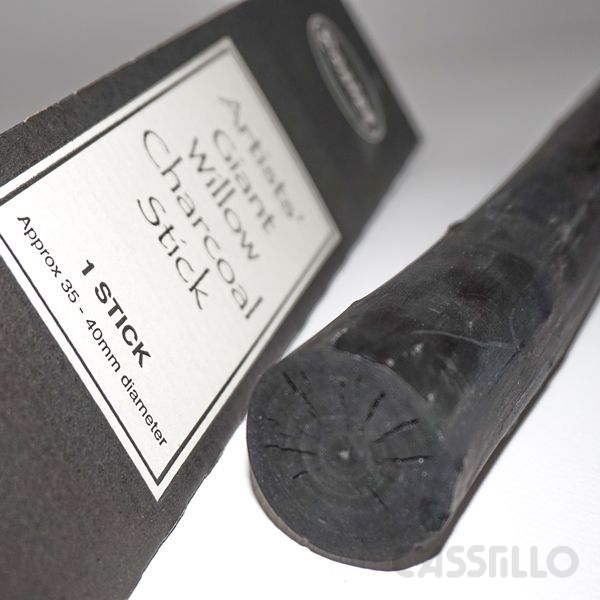 Artists'
Giant
Willow
Charcoal
Stick
1 STICK
Approx 35 - 40mm diameter
CASSTILLO